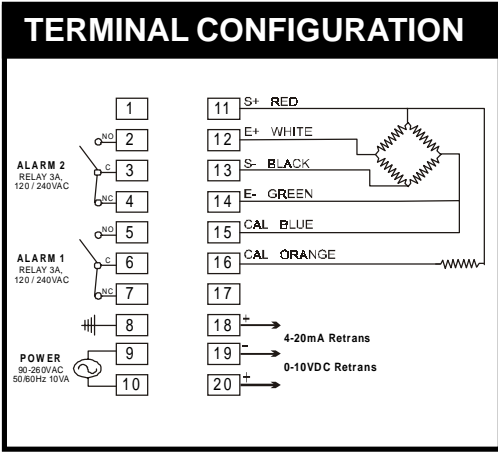 TERMINAL CONFIGURATION
1
NO 2
C 3
NC 4
ALARM 2
RELAY 3A,
120 / 240VAC
NO 5
C 6
NC 7
ALARM 1
RELAY 3A,
120 / 240VAC
8
9
10
POWER
90-260VAC
50/60Hz 10VA
11 S+ RED
12 E+ WHITE
13 S- BLACK
14 E- GREEN
15 CAL BLUE
16 CAL ORANGE
17
18 +
4-20mA Retrans
19 -
0-10VDC Retrans
20 +